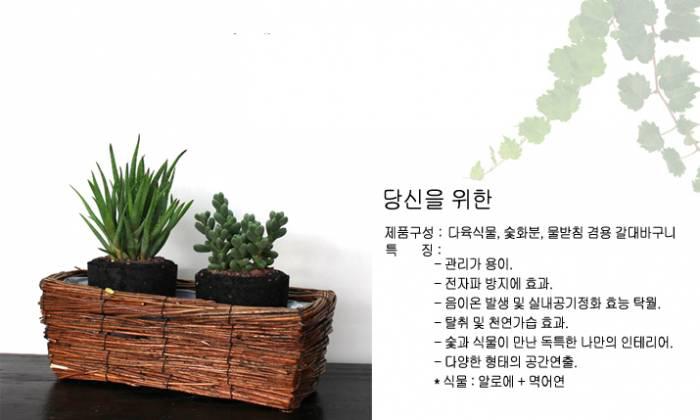 당신을 위한
제품구성 : 다육식물, 숯화분, 물받침 겸용 갈대바구니
특 징 :
- 관리가 용이.
- 전자파 방지에 효과.
- 음이온 발생 및 실내공기정화 효능 탁월.
- 탈취 및 천연가습 효과.
- 숯과 식물이 만난 독특한 나만의 인테리어.
- 다양한 형태의 공간연출.
* 식물 : 알로에 + 멱어연